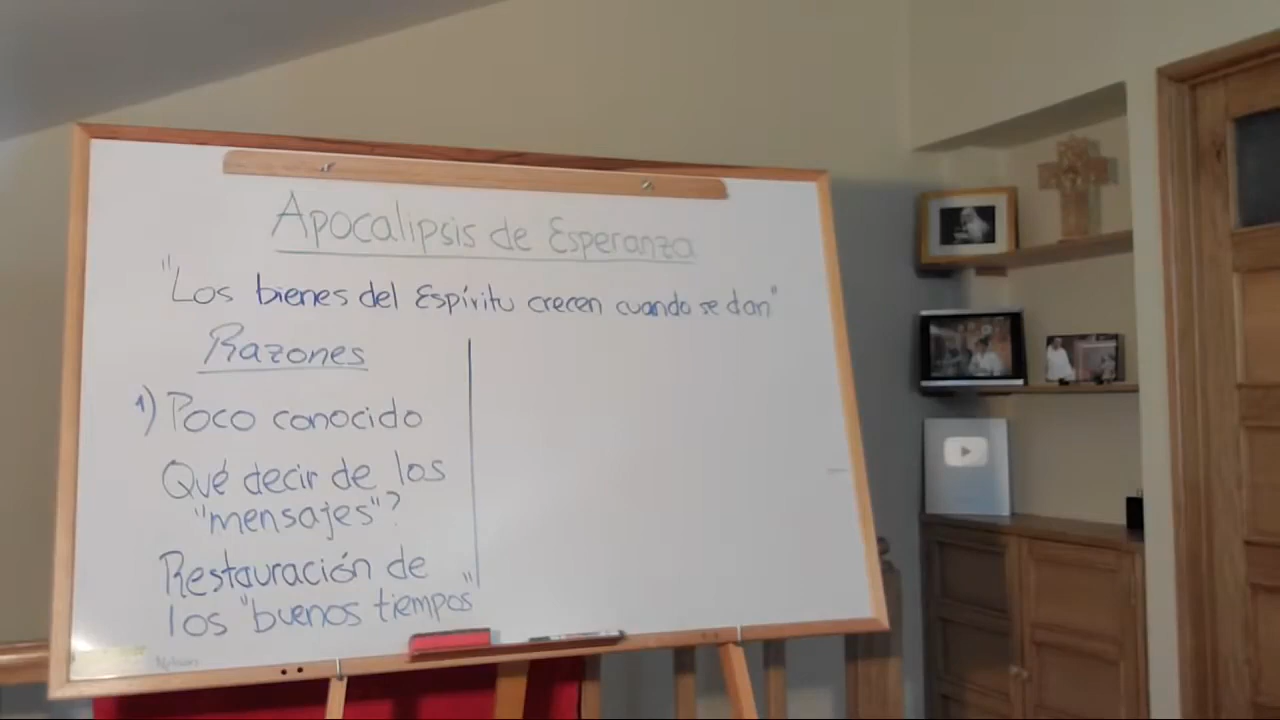 Apocalipsis de Esperanza
"Los bienes del Espíritu crecen cuando se dan"
Razones
1) Poco conocido
Qué decir de los
"mensajes"?
Restauración de
los "buenos tiempos"